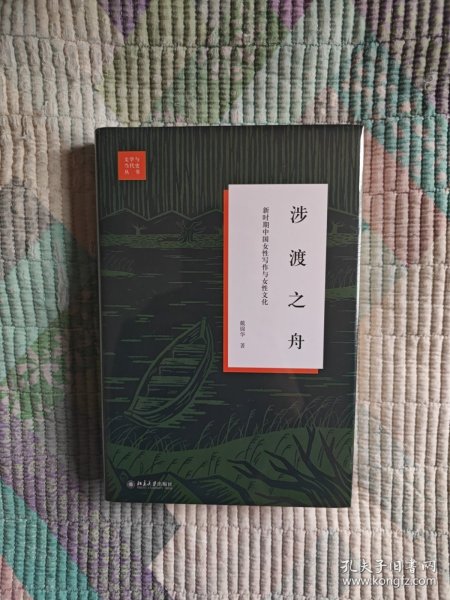 文学与
当代史
丛书
涉渡之舟
新时期中国女性写作与女性文化
戴锦华 著
北京大学出版社
孔夫子旧书网
www.kongfz.com